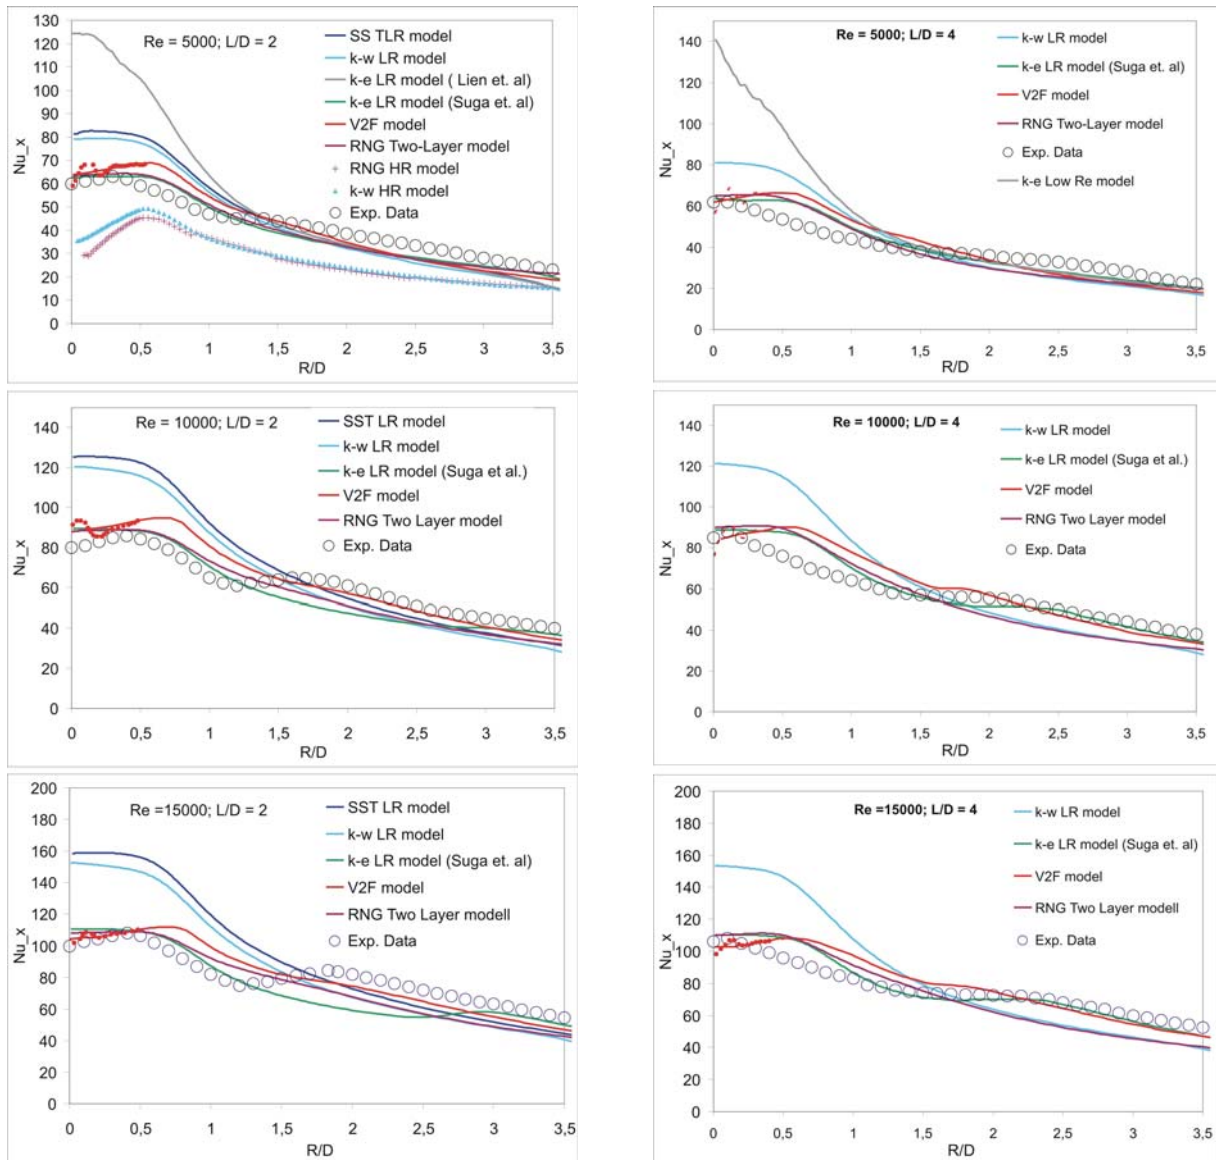 130
120
110
100
90
80
70
60
50
40
30
20
10
0
Nu_x
Re = 5000; L/D = 2
SS TLR model
k-w LR model
k-e LR model ( Lien et. al)
k-e LR model (Suga et. al)
V2F model
RNG Two-Layer model
RNG HR model
k-w HR model
Exp. Data
0 0,5 1 1,5 2 2,5 3 3,5
R/D
140
120
100
80
60
40
20
0
Nu_x
Re = 5000; L/D = 4
k-w LR model
k-e LR model (Suga et. al)
V2F model
RNG Two-Layer model
Exp. Data
k-e Low Re model
0 0,5 1 1,5 2 2,5 3 3,5
R/D
140
120
100
80
60
40
20
0
Nu_x
Re = 10000; L/D = 2
SST LR model
k-w LR model
k-e LR model (Suga et al.)
V2F model
RNG Two Layer model
Exp. Data
0 0,5 1 1,5 2 2,5 3 3,5
R/D
140
120
100
80
60
40
20
0
Nu_x
Re = 10000; L/D = 4
k-w LR model
k-e LR model (Suga et al.)
V2F model
RNG Two Layer model
Exp. Data
0 0,5 1 1,5 2 2,5 3 3,5
R/D
200
180
160
140
120
100
80
60
40
20
0
Nu_x
Re =15000; L/D = 2
SST LR model
k-w LR model
k-e LR model (Suga et. al)
V2F model
RNG Two Layer modell
Exp. Data
0 0,5 1 1,5 2 2,5 3 3,5
R/D
200
180
160
140
120
100
80
60
40
20
0
Nu_x
Re =15000; L/D = 4
k-w LR model
k-e LR model (Suga et. al)
V2F model
RNG Two Layer modell
Exp. Data
0 0,5 1 1,5 2 2,5 3 3,5
R/D